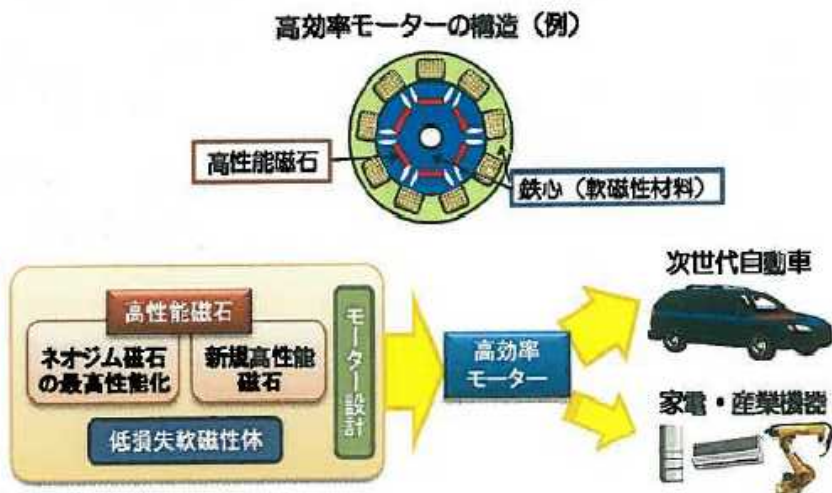 高効率モーターの構造（例）
高性能磁石
鉄心（軟磁性材料）
高性能磁石
ネオジム磁石
の最高性能化
新規高性能
磁石
低損失軟磁性体
モーター設計
高効率
モーター
次世代自動車
家電・産業機器